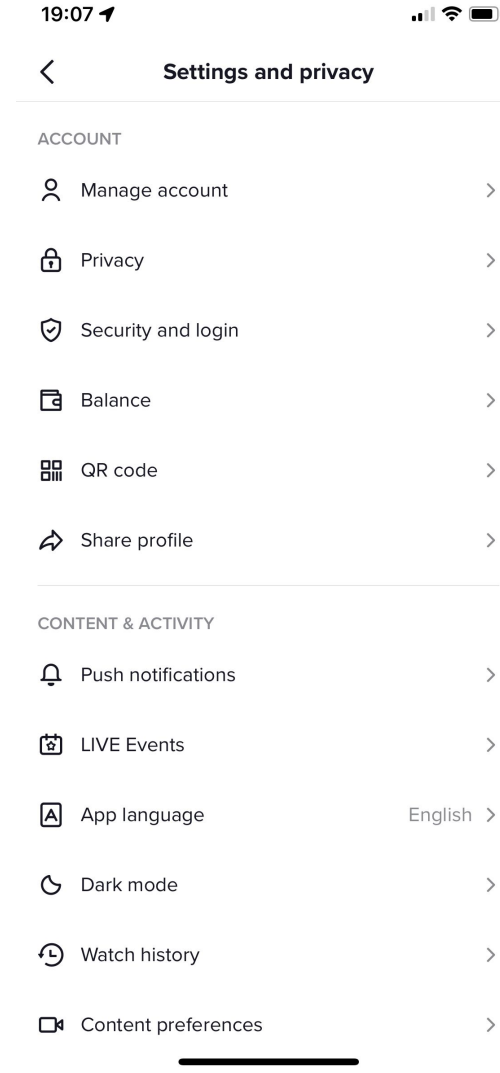 19:07
Settings and privacy
ACCOUNT
Manage account
Privacy
Security and login
Balance
QR code
Share profile
CONTENT & ACTIVITY
Push notifications
LIVE Events
App language English
Dark mode
Watch history
Content preferences